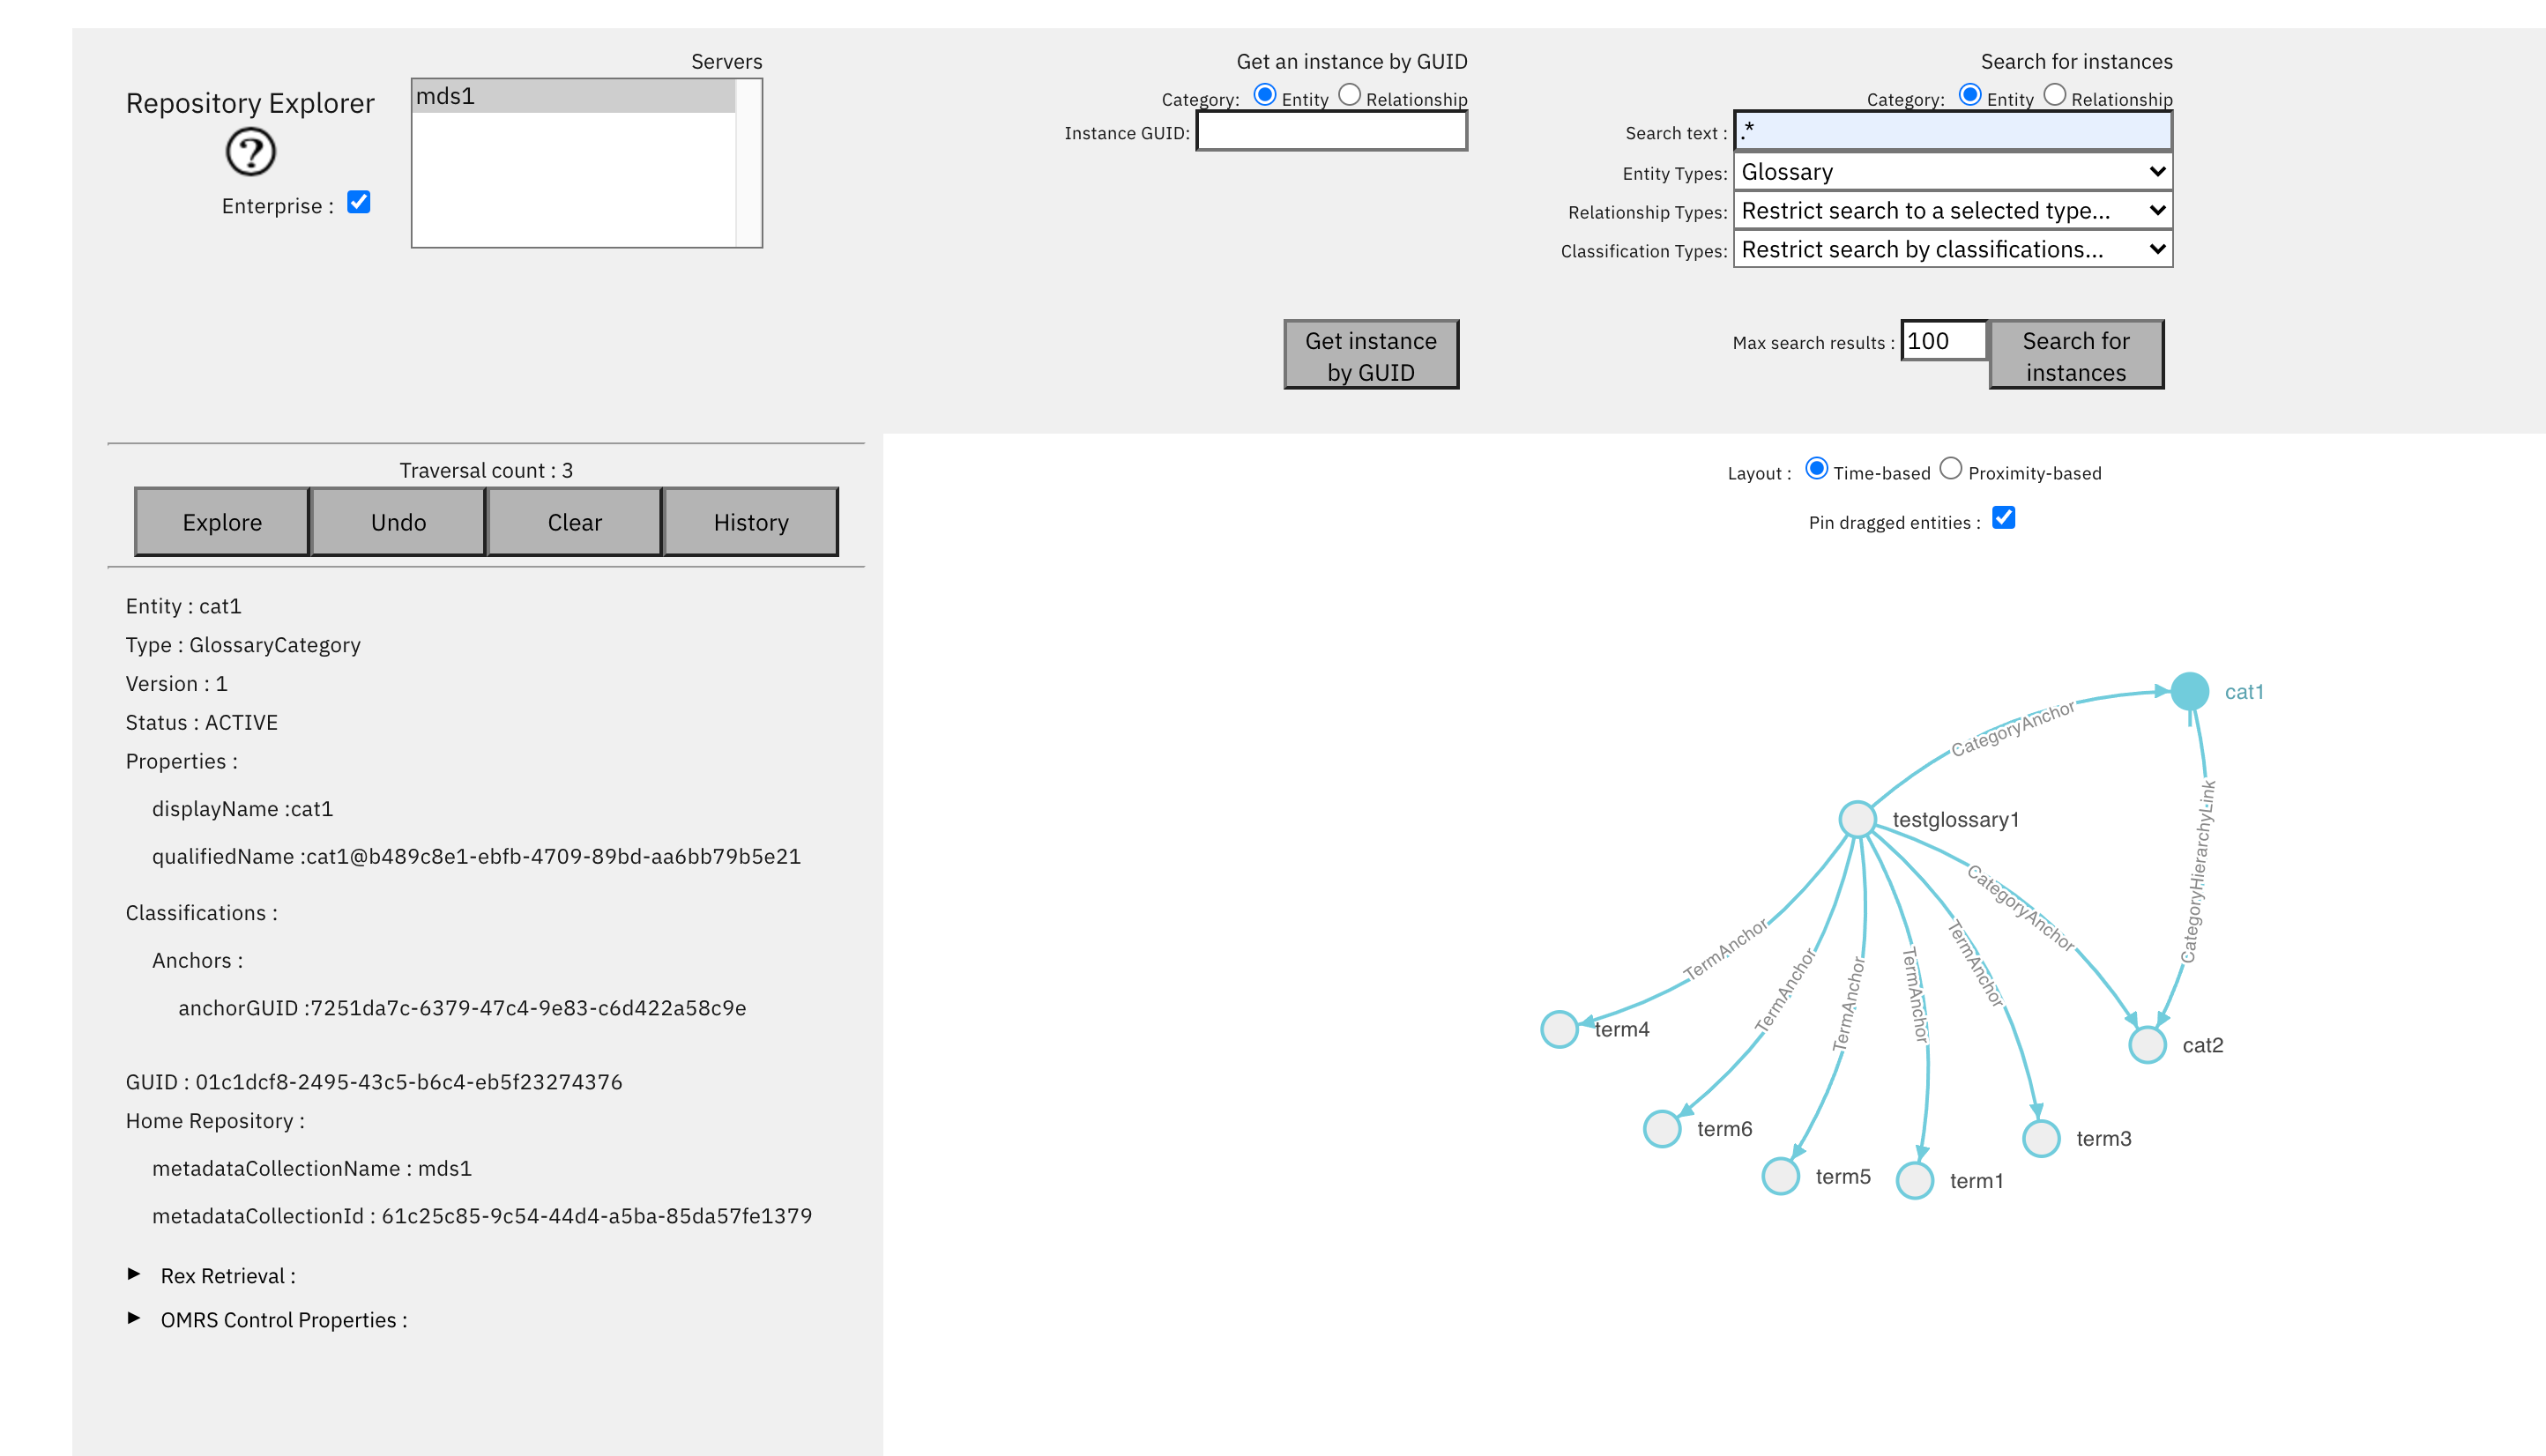 Servers
Repository Explorer
mds1
?
Enterprise :
Get an instance by GUID
Category: Entity Relationship
Instance GUID:
Get instance
by GUID
Search for instances
Category: Entity Relationship
Search text : .*
Entity Types: Glossary
Relationship Types: Restrict search to a selected type...
Classification Types: Restrict search by classifications...
Max search results : 100
Search for
instances
Traversal count : 3
Explore Undo Clear History
Entity : cat1
Type : GlossaryCategory
Version : 1
Status : ACTIVE
Properties :
displayName :cat1
qualifiedName :cat1@b489c8e1-ebfb-4709-89bd-aa6bb79b5e21
Classifications :
Anchors :
anchorGUID :7251da7c-6379-47c4-9e83-c6d422a58c9e
GUID : 01c1dcf8-2495-43c5-b6c4-eb5f23274376
Home Repository :
metadataCollectionName : mds1
metadataCollectionId : 61c25c85-9c54-44d4-a5ba-85da57fe1379
Rex Retrieval :
OMRS Control Properties :
Layout : Time-based Proximity-based
Pin dragged entities :
cat1
CategoryAnchor
testglossary1
CategoryHierarchyLink
CategoryAnchor
TermAnchor
TermAnchor
TermAnchor
TermAnchor
TermAnchor
term4
cat2
term6
term3
term5
term1